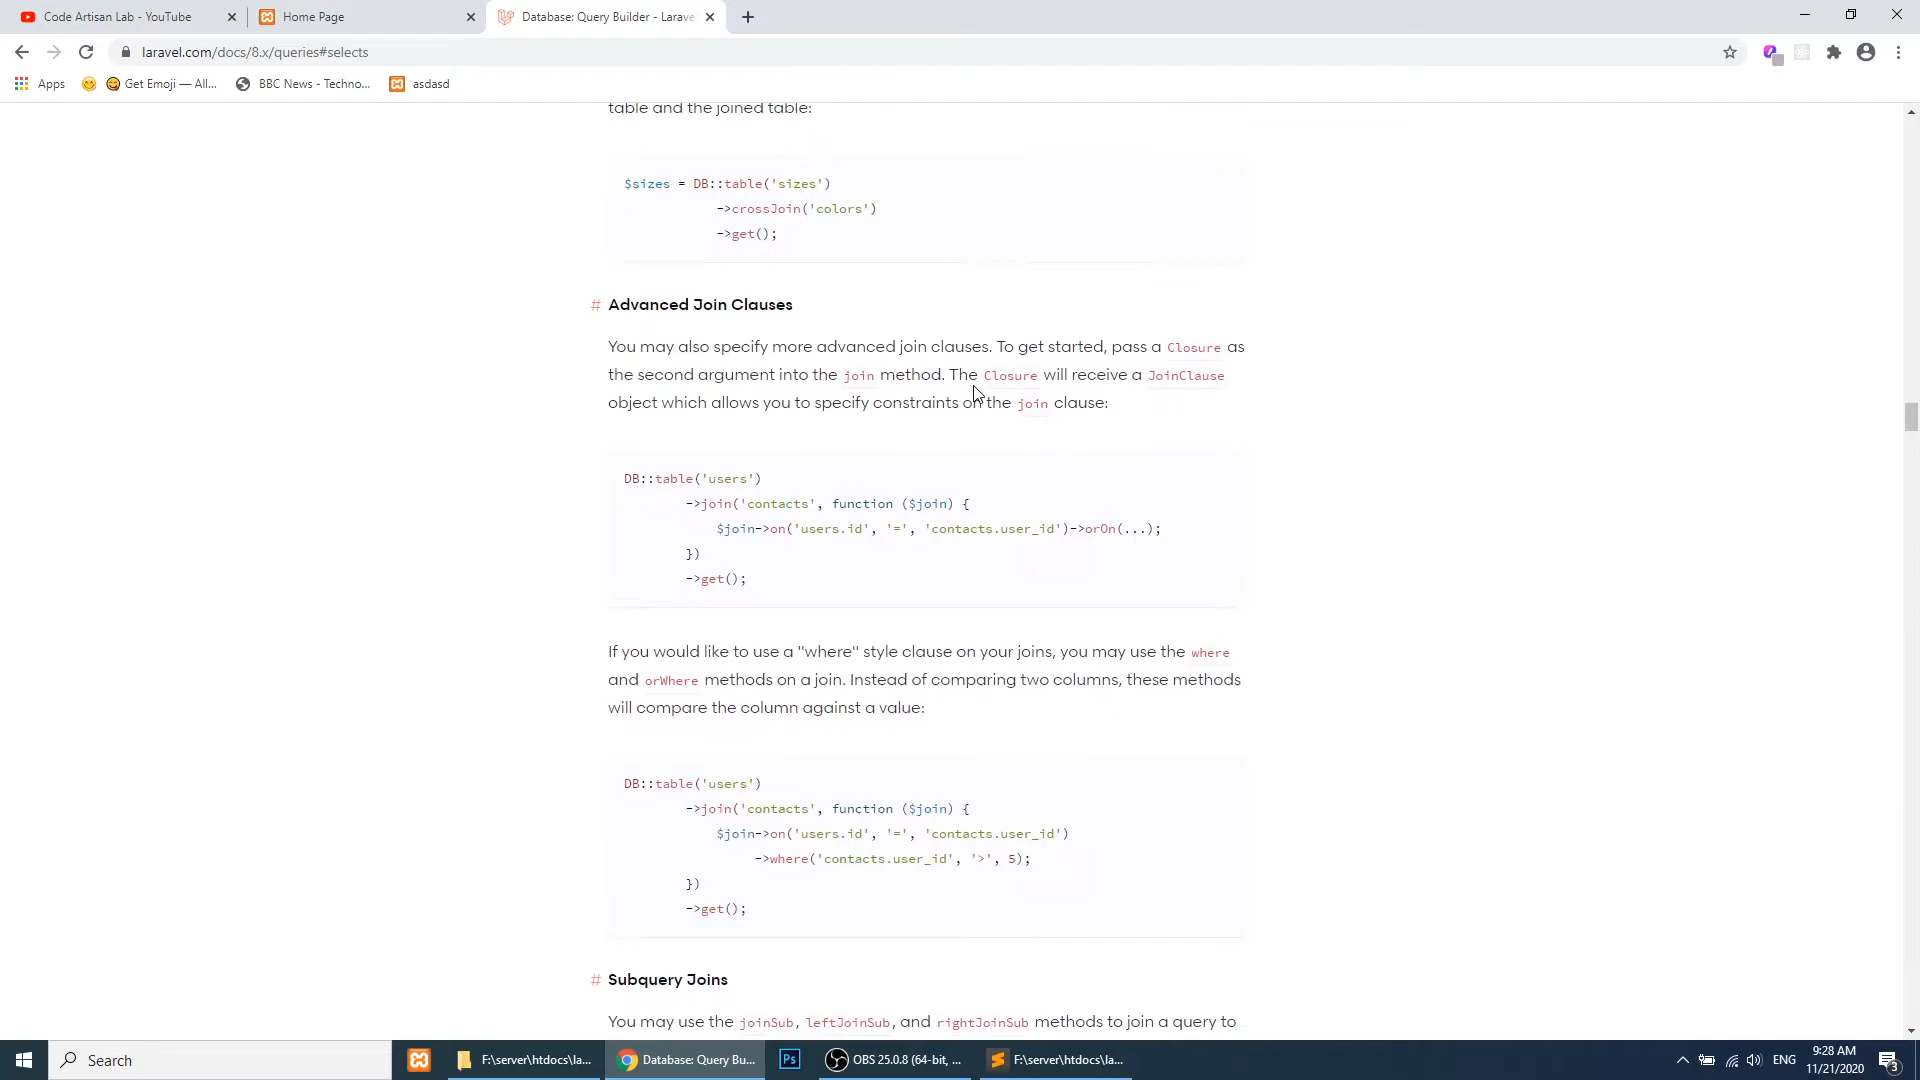 Code Artisan Lab - YouTube
Home Page
Database: Query Builder - Larave
laravel.com/docs/8.x/queries#selects
Apps
Get Emoji — All...
BBC News - Techno...
asdasd
table and the joined table:
$sizes = DB::table('sizes')
->crossJoin('colors')
->get();
# Advanced Join Clauses
You may also specify more advanced join clauses. To get started, pass a Closure as
the second argument into the join method. The Closure will receive a JoinClause
object which allows you to specify constraints on the join clause:
DB::table('users')
->join('contacts', function ($join) {
$join->on('users.id', '=', 'contacts.user_id')->orOn(...);
})
->get();
If you would like to use a "where" style clause on your joins, you may use the where
and orWhere methods on a join. Instead of comparing two columns, these methods
will compare the column against a value:
DB::table('users')
->join('contacts', function ($join) {
$join->on('users.id', '=', 'contacts.user_id')
->where('contacts.user_id', '>', 5);
})
->get();
# Subquery Joins
You may use the joinSub, leftJoinSub, and rightJoinSub methods to join a query to
Search
F:\server\htdocs\la...
Database: Query Bu...
Ps
OBS 25.0.8 (64-bit, ...
F:\server\htdocs\la...
ENG
9:28 AM
11/21/2020
3